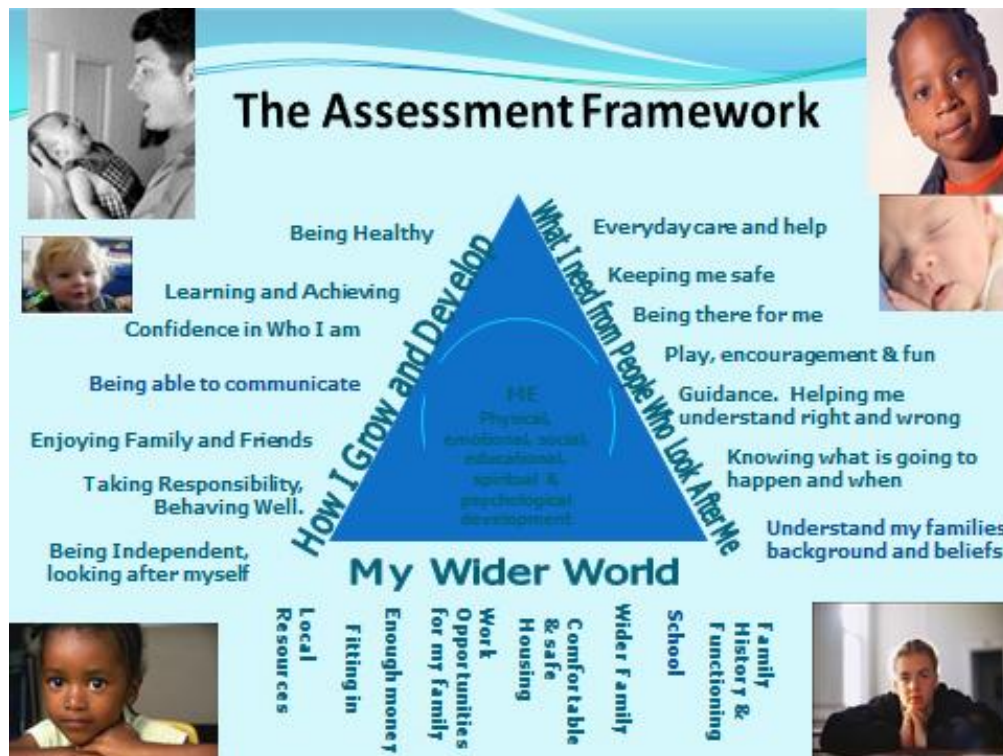 The Assessment Framework
Being Healthy
Learning and Achieving
Confidence in Who I am
Being able to communicate
Enjoying Family and Friends
Taking Responsibility,
Behaving Well.
Being Independent,
looking after myself
How I Grow and Develop
What I need from People Who Look After Me
Everyday care and help
Keeping me safe
Being there for me
Play, encouragement & fun
Guidance. Helping me
understand right and wrong
Knowing what is going to
happen and when
Understand my families
background and beliefs
ME
Physical,
emotional, social,
educational,
spiritual &
psychological
development
My Wider World
Local
Resources
Fitting in
Enough money
Work
Opportunities
for my family
Comfortable
& safe
Housing
Wider Family
School
Family
History &
Functioning